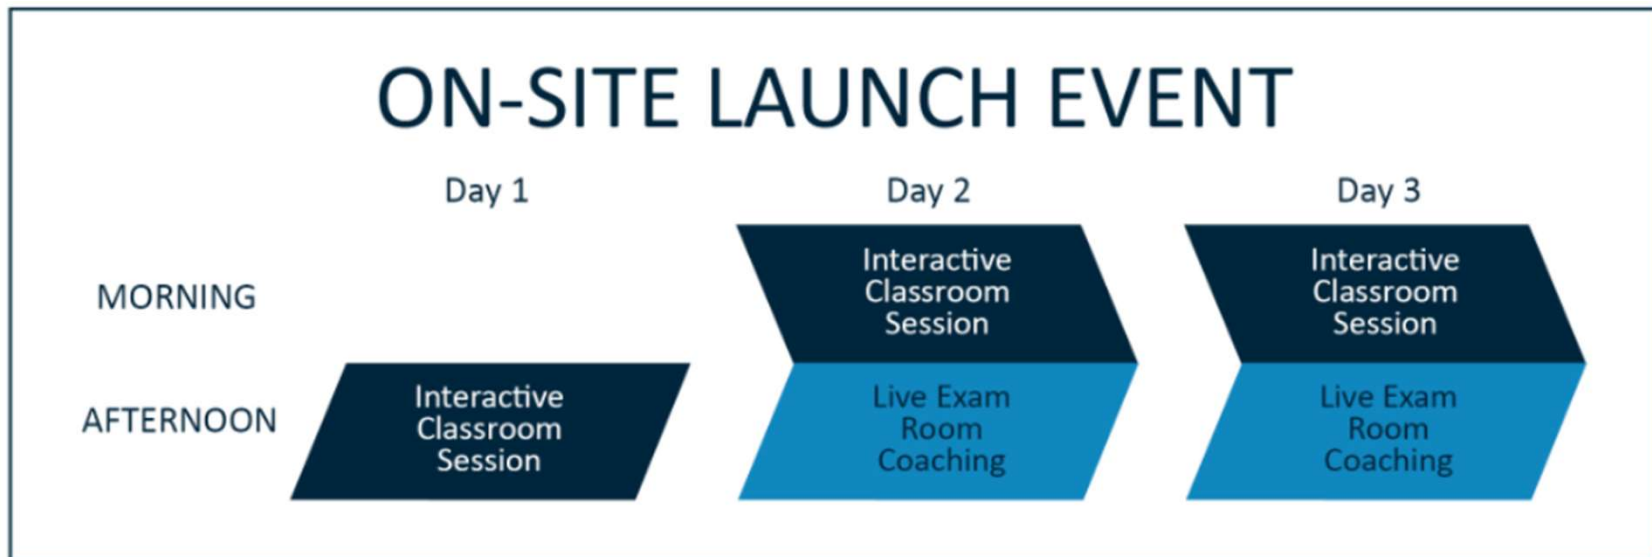 ON-SITE LAUNCH EVENT
Day 1
Day 2
Day 3
MORNING
Interactive
Classroom
Session
Interactive
Classroom
Session
AFTERNOON
Interactive
Classroom
Session
Live Exam
Room
Coaching
Live Exam
Room
Coaching